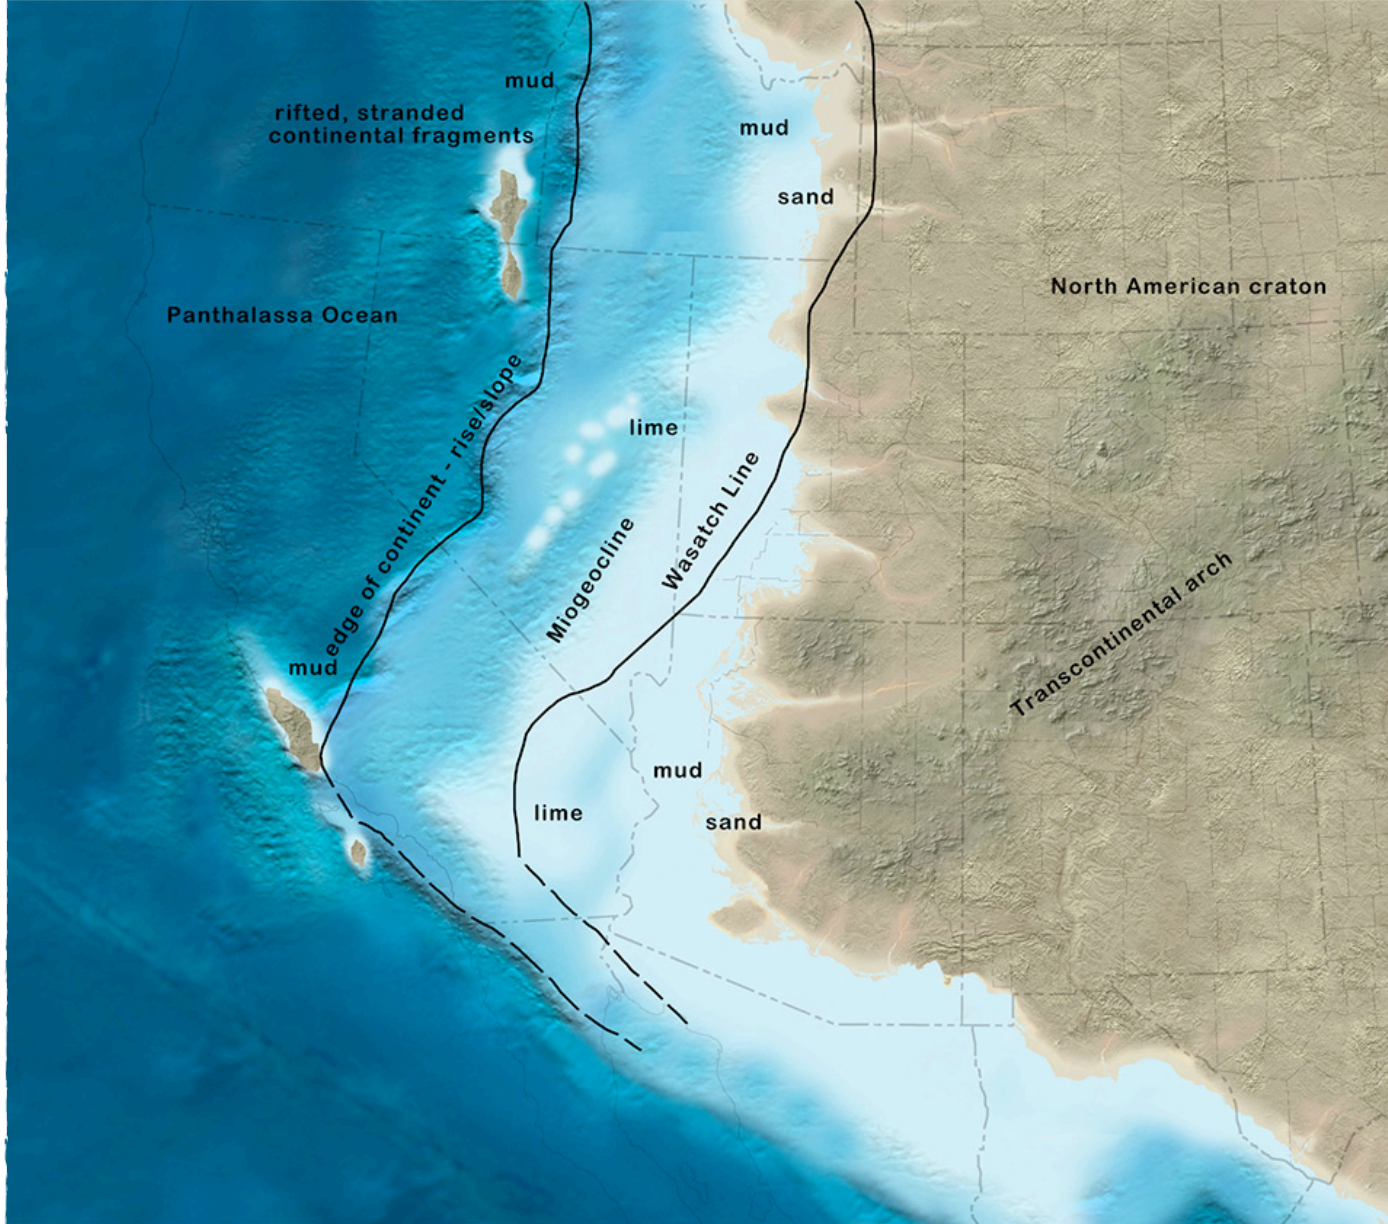 mud
rifted, stranded
continental fragments
mud
sand
North American craton
Panthalassa Ocean
edge of continent - rise/slope
lime
Wasatch Line
Miogeocline
Transcontinental arch
mud
mud
lime
sand